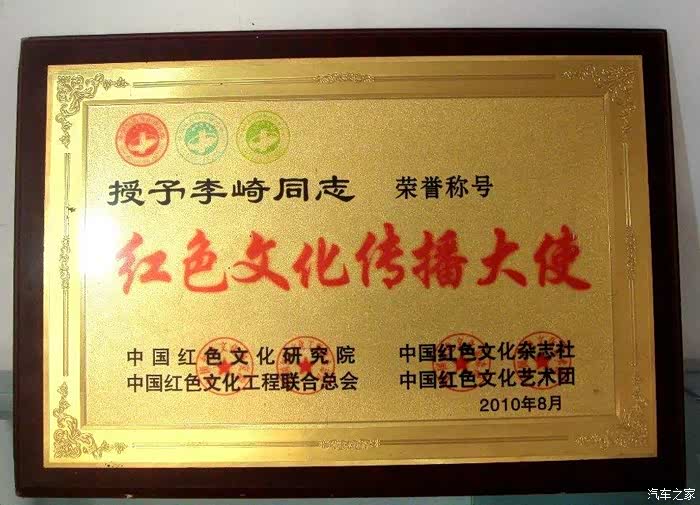 授予李崎同志 荣誉称号
红色文化传播大使
中国红色文化研究院 中国红色文化杂志社
中国红色文化工程联合总会 中国红色文化艺术团
2010年8月
汽车之家